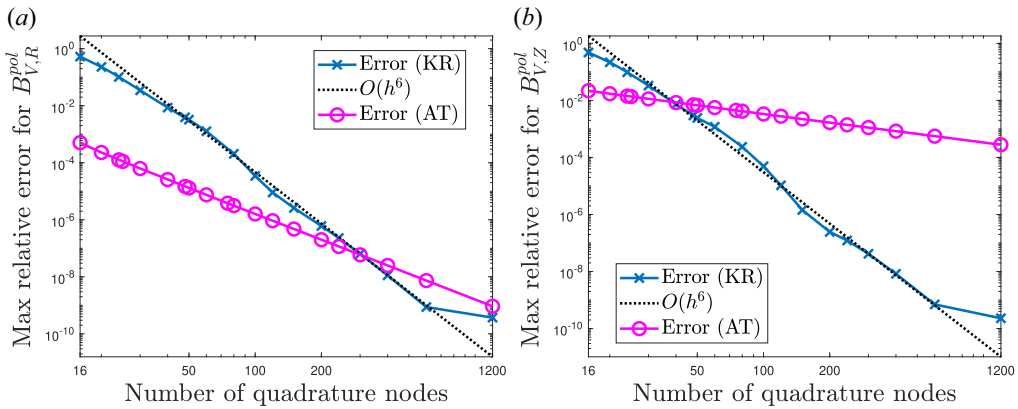 (a)
Max relative error for B^{pol}_{V,R}
10^0
10^{-2}
10^{-4}
10^{-6}
10^{-8}
10^{-10}
Error (KR)
O(h^6)
Error (AT)
16 50 100 200 1200
Number of quadrature nodes
(b)
Max relative error for B^{pol}_{V,Z}
10^0
10^{-2}
10^{-4}
10^{-6}
10^{-8}
10^{-10}
Error (KR)
O(h^6)
Error (AT)
16 50 100 200 1200
Number of quadrature nodes